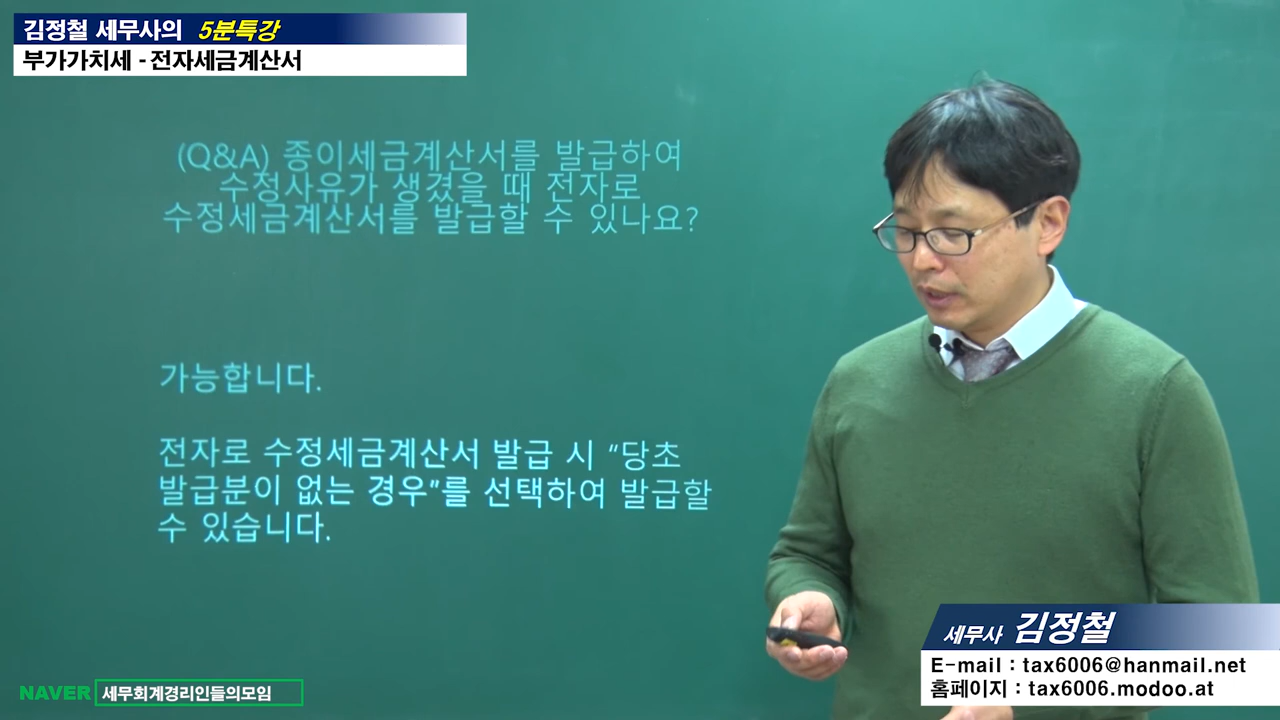 김정철 세무사의 5분특강
부가가치세 - 전자세금계산서
(Q&A) 종이세금계산서를 발급하여
수정사유가 생겼을 때 전자로
수정세금계산서를 발급할 수 있나요?
가능합니다.
전자로 수정세금계산서 발급 시 “당초
발급분이 없는 경우”를 선택하여 발급할
수 있습니다.
세무사 김정철
E-mail : tax6006@hanmail.net
홈페이지 : tax6006.modoo.at
NAVER 세무회계경리인들의모임